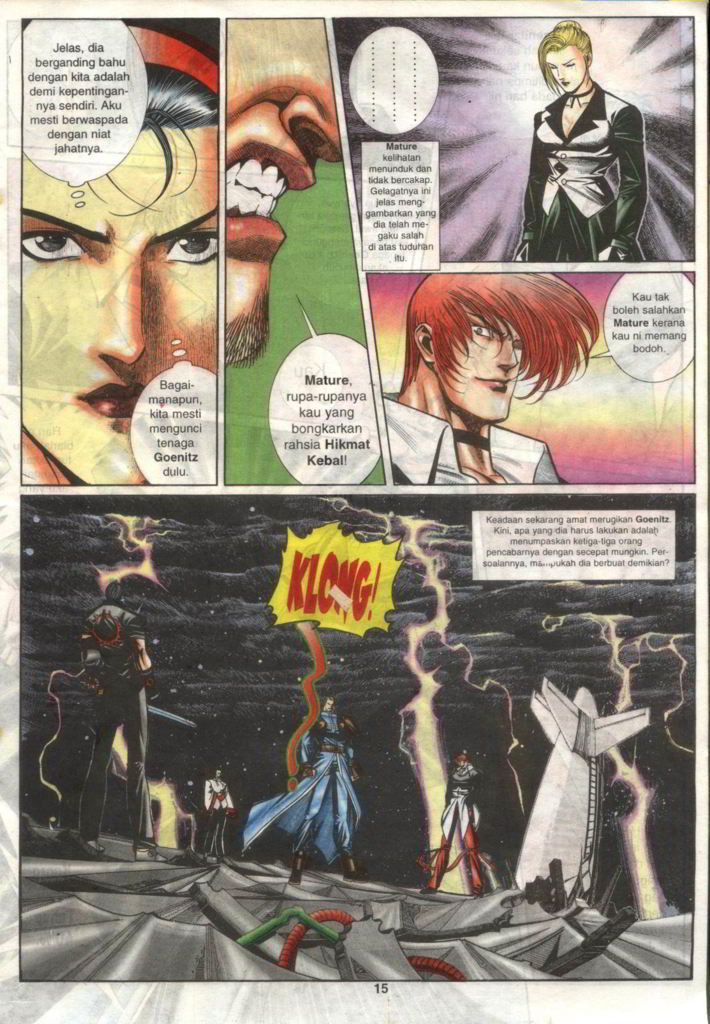 Jelas, dia
berganding bahu
dengan kita adalah
demi kepentingan-
nya sendiri. Aku
mesti berwaspada
dengan niat
jahatnya.
Bagai-
manapun,
kita mesti
mengunci
tenaga
Goenitz
dulu.
Mature,
rupa-rupanya
kau yang
bongkarkan
rahsia Hikmat
Kebal!
Mature
kelihatan
menunduk dan
tidak bercakap.
Gelagatnya ini
jelas meng-
gambarkan yang
dia telah me-
ngaku salah
di atas tuduhan
itu.
Kau tak
boleh salahkan
Mature kerana
kau ni memang
bodoh.
Keadaan sekarang amat merugikan Goenitz.
Kini, apa yang dia harus lakukan adalah
menumpaskan ketiga-tiga orang
pencabarnya dengan secepat mungkin. Per-
soalannya, mampukah dia berbuat demikian?
KLONG!
15